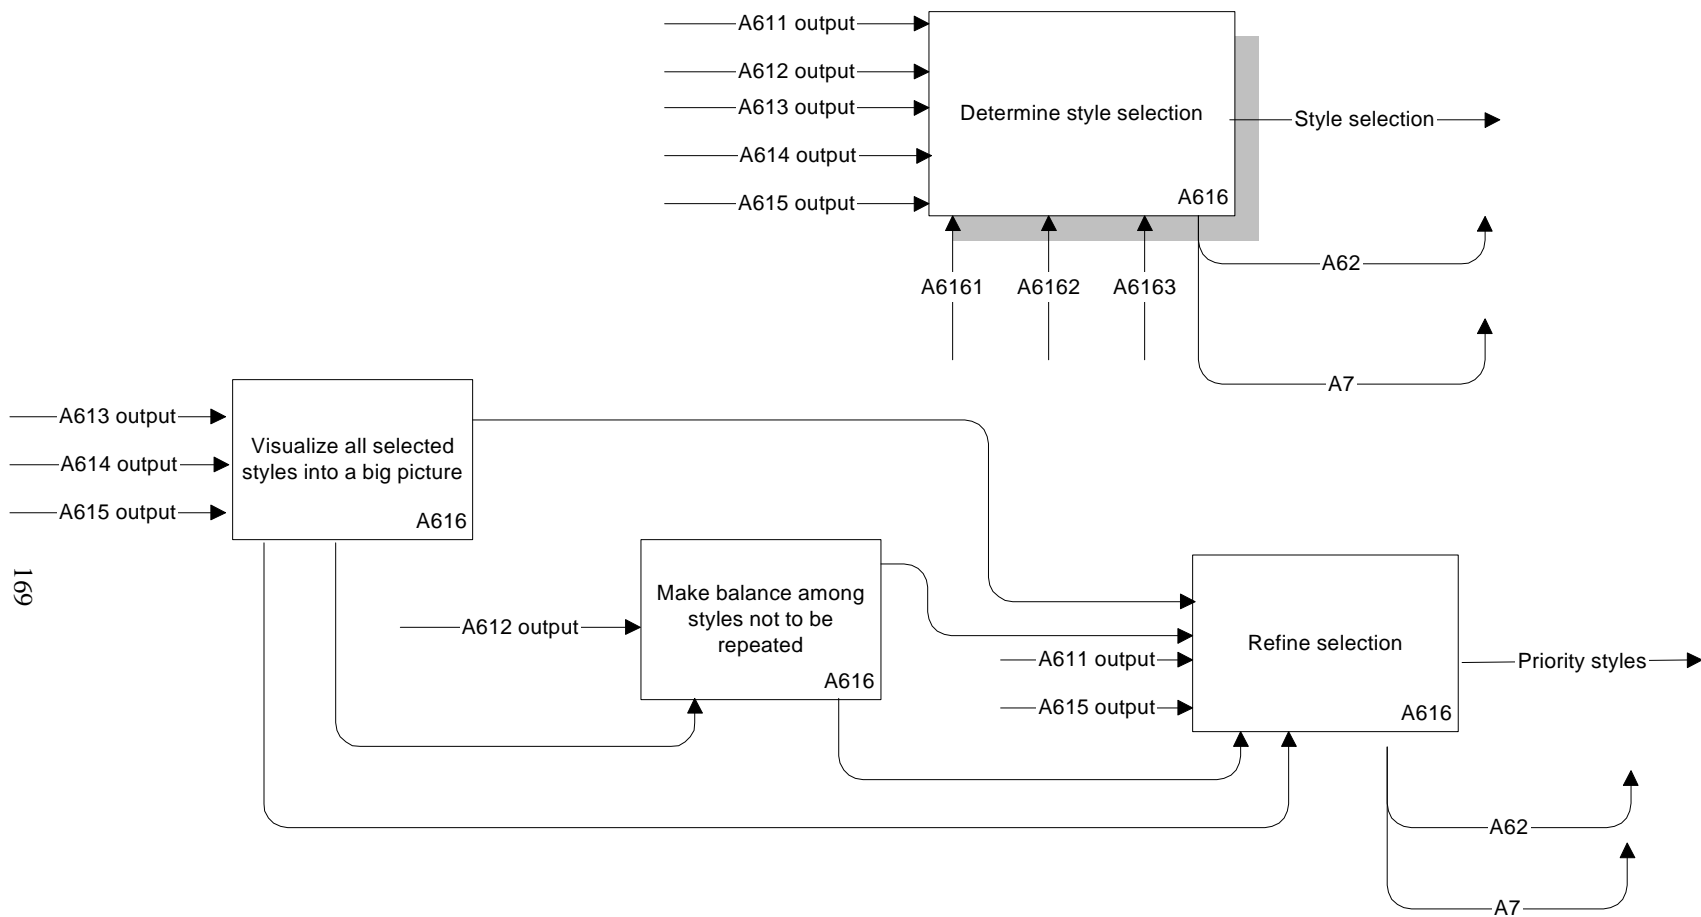 A611 output
A612 output
A613 output
A614 output
A615 output
Determine style selection
A616
Style selection
A6161
A6162
A6163
A62
A7
A613 output
A614 output
A615 output
Visualize all selected
styles into a big picture
A616
A612 output
Make balance among
styles not to be
repeated
A616
A611 output
A615 output
Refine selection
A616
Priority styles
A62
A7
169